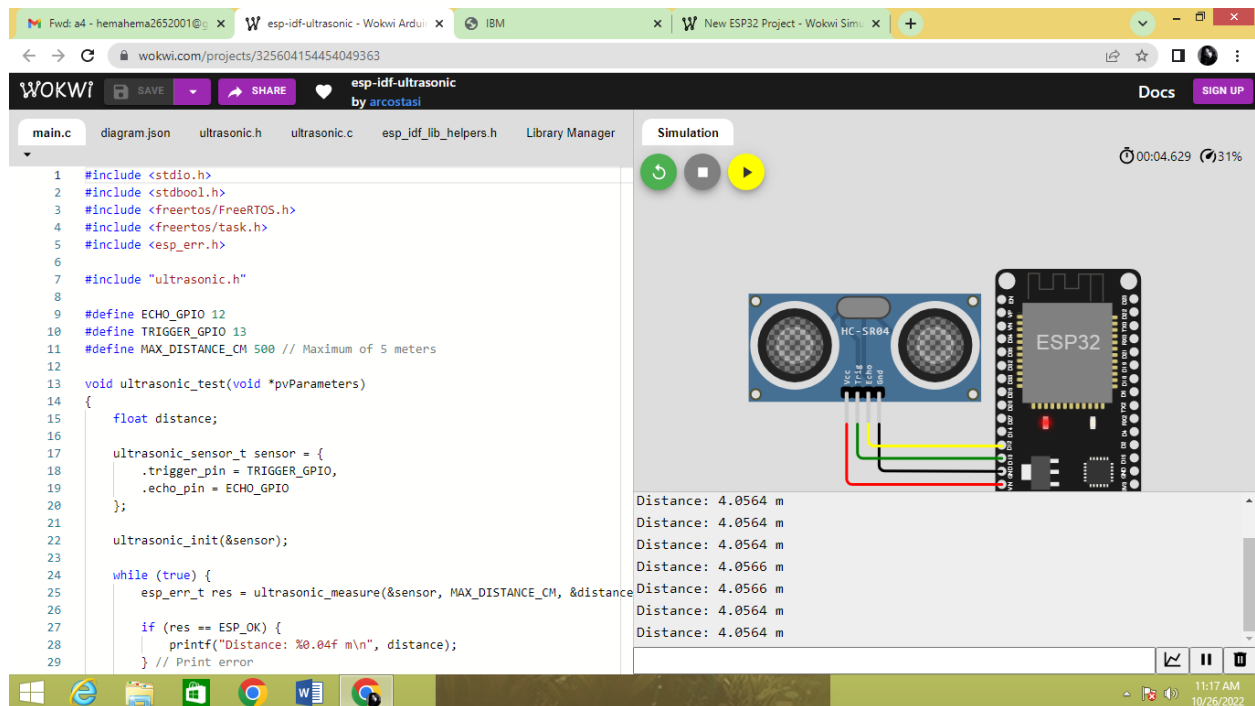 Fwd: a4 - hemahema2652001@g
esp-idf-ultrasonic - Wokwi Ardui
IBM
New ESP32 Project - Wokwi Simu
wokwi.com/projects/325604154454049363
WOKWi
SAVE
SHARE
esp-idf-ultrasonic
by arcostasi
Docs
SIGN UP
main.c diagram.json ultrasonic.h ultrasonic.c esp_idf_lib_helpers.h Library Manager
1 #include <stdio.h>
2 #include <stdbool.h>
3 #include <freertos/FreeRTOS.h>
4 #include <freertos/task.h>
5 #include <esp_err.h>
6
7 #include "ultrasonic.h"
8
9 #define ECHO_GPIO 12
10 #define TRIGGER_GPIO 13
11 #define MAX_DISTANCE_CM 500 // Maximum of 5 meters
12
13 void ultrasonic_test(void *pvParameters)
14 {
15 float distance;
16
17 ultrasonic_sensor_t sensor = {
18 .trigger_pin = TRIGGER_GPIO,
19 .echo_pin = ECHO_GPIO
20 };
21
22 ultrasonic_init(&sensor);
23
24 while (true) {
25 esp_err_t res = ultrasonic_measure(&sensor, MAX_DISTANCE_CM, &distance
26
27 if (res == ESP_OK) {
28 printf("Distance: %0.04f m\n", distance);
29 } // Print error
Simulation
00:04.629 31%
HC-SR04
Vcc
Trig
Echo
Gnd
ESP32
Distance: 4.0564 m
Distance: 4.0564 m
Distance: 4.0564 m
Distance: 4.0566 m
Distance: 4.0566 m
Distance: 4.0564 m
Distance: 4.0564 m
11:17 AM
10/26/2022